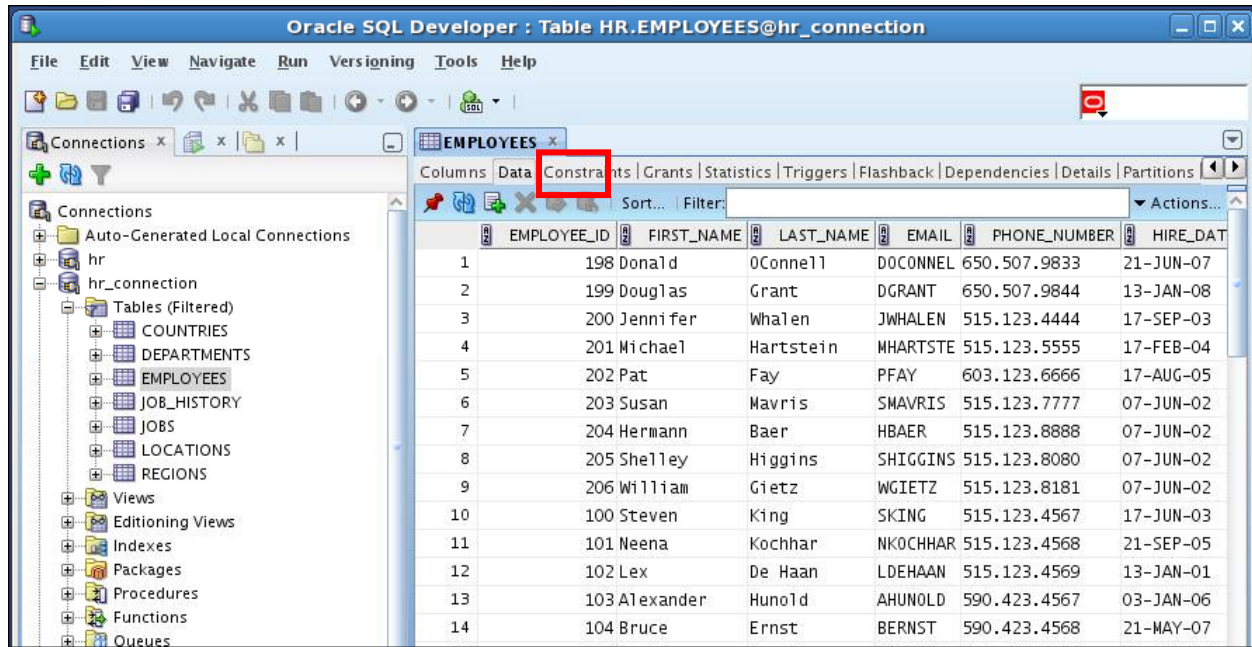 Oracle SQL Developer : Table HR.EMPLOYEES@hr_connection
File Edit View Navigate Run Versioning Tools Help
Connections
EMPLOYEES
Columns Data Constraints Grants Statistics Triggers Flashback Dependencies Details Partitions
Sort... Filter: Actions...
Connections
Auto-Generated Local Connections
hr
hr_connection
Tables (Filtered)
COUNTRIES
DEPARTMENTS
EMPLOYEES
JOB_HISTORY
JOBS
LOCATIONS
REGIONS
Views
Editioning Views
Indexes
Packages
Procedures
Functions
Queues
EMPLOYEE_ID FIRST_NAME LAST_NAME EMAIL PHONE_NUMBER HIRE_DAT
1 198 Donald OConnell DOCONNEL 650.507.9833 21-JUN-07
2 199 Douglas Grant DGRANT 650.507.9844 13-JAN-08
3 200 Jennifer Whalen JWHALEN 515.123.4444 17-SEP-03
4 201 Michael Hartstein MHARTSTE 515.123.5555 17-FEB-04
5 202 Pat Fay PFAY 603.123.6666 17-AUG-05
6 203 Susan Mavris SMAVRIS 515.123.7777 07-JUN-02
7 204 Hermann Baer HBAER 515.123.8888 07-JUN-02
8 205 Shelley Higgins SHIGGINS 515.123.8080 07-JUN-02
9 206 William Gietz WGIETZ 515.123.8181 07-JUN-02
10 100 Steven King SKING 515.123.4567 17-JUN-03
11 101 Neena Kochhar NKOCHHAR 515.123.4568 21-SEP-05
12 102 Lex De Haan LDEHAAN 515.123.4569 13-JAN-01
13 103 Alexander Hunold AHUNOLD 590.423.4567 03-JAN-06
14 104 Bruce Ernst BERNST 590.423.4568 21-MAY-07